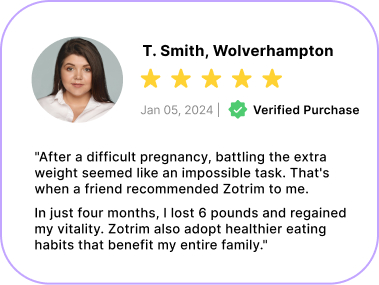 T. Smith, Wolverhampton
Jan 05, 2024 | Verified Purchase
"After a difficult pregnancy, battling the extra
weight seemed like an impossible task. That's
when a friend recommended Zotrim to me.
In just four months, I lost 6 pounds and regained
my vitality. Zotrim also adopt healthier eating
habits that benefit my entire family."